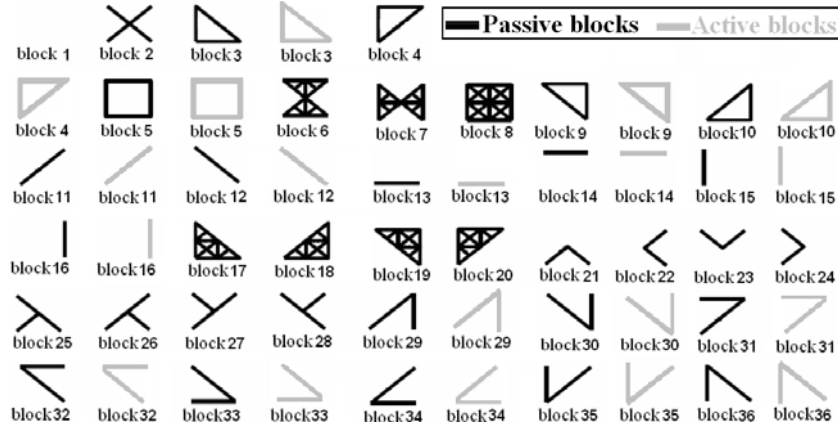 Passive blocks Active blocks
block 1 block 2 block 3 block 3 block 4
block 4 block 5 block 5 block 6 block 7 block 8 block 9 block 9 block 10 block 10
block 11 block 11 block 12 block 12 block 13 block 13 block 14 block 14 block 15 block 15
block 16 block 16 block 17 block 18 block 19 block 20 block 21 block 22 block 23 block 24
block 25 block 26 block 27 block 28 block 29 block 29 block 30 block 30 block 31 block 31
block 32 block 32 block 33 block 33 block 34 block 34 block 35 block 35 block 36 block 36